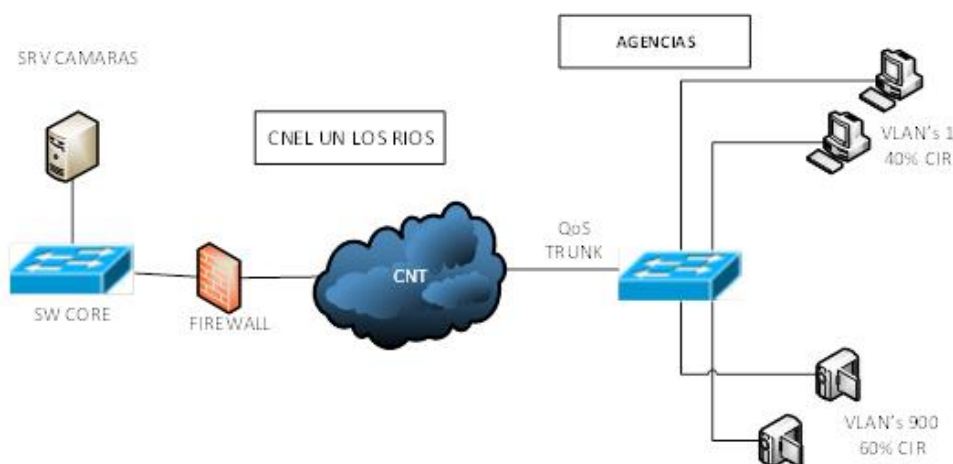 SRV CAMARAS
CNEL UN LOS RIOS
AGENCIAS
VLAN's 1
40% CIR
QoS
TRUNK
CNT
SW CORE
FIREWALL
VLAN's 900
60% CIR